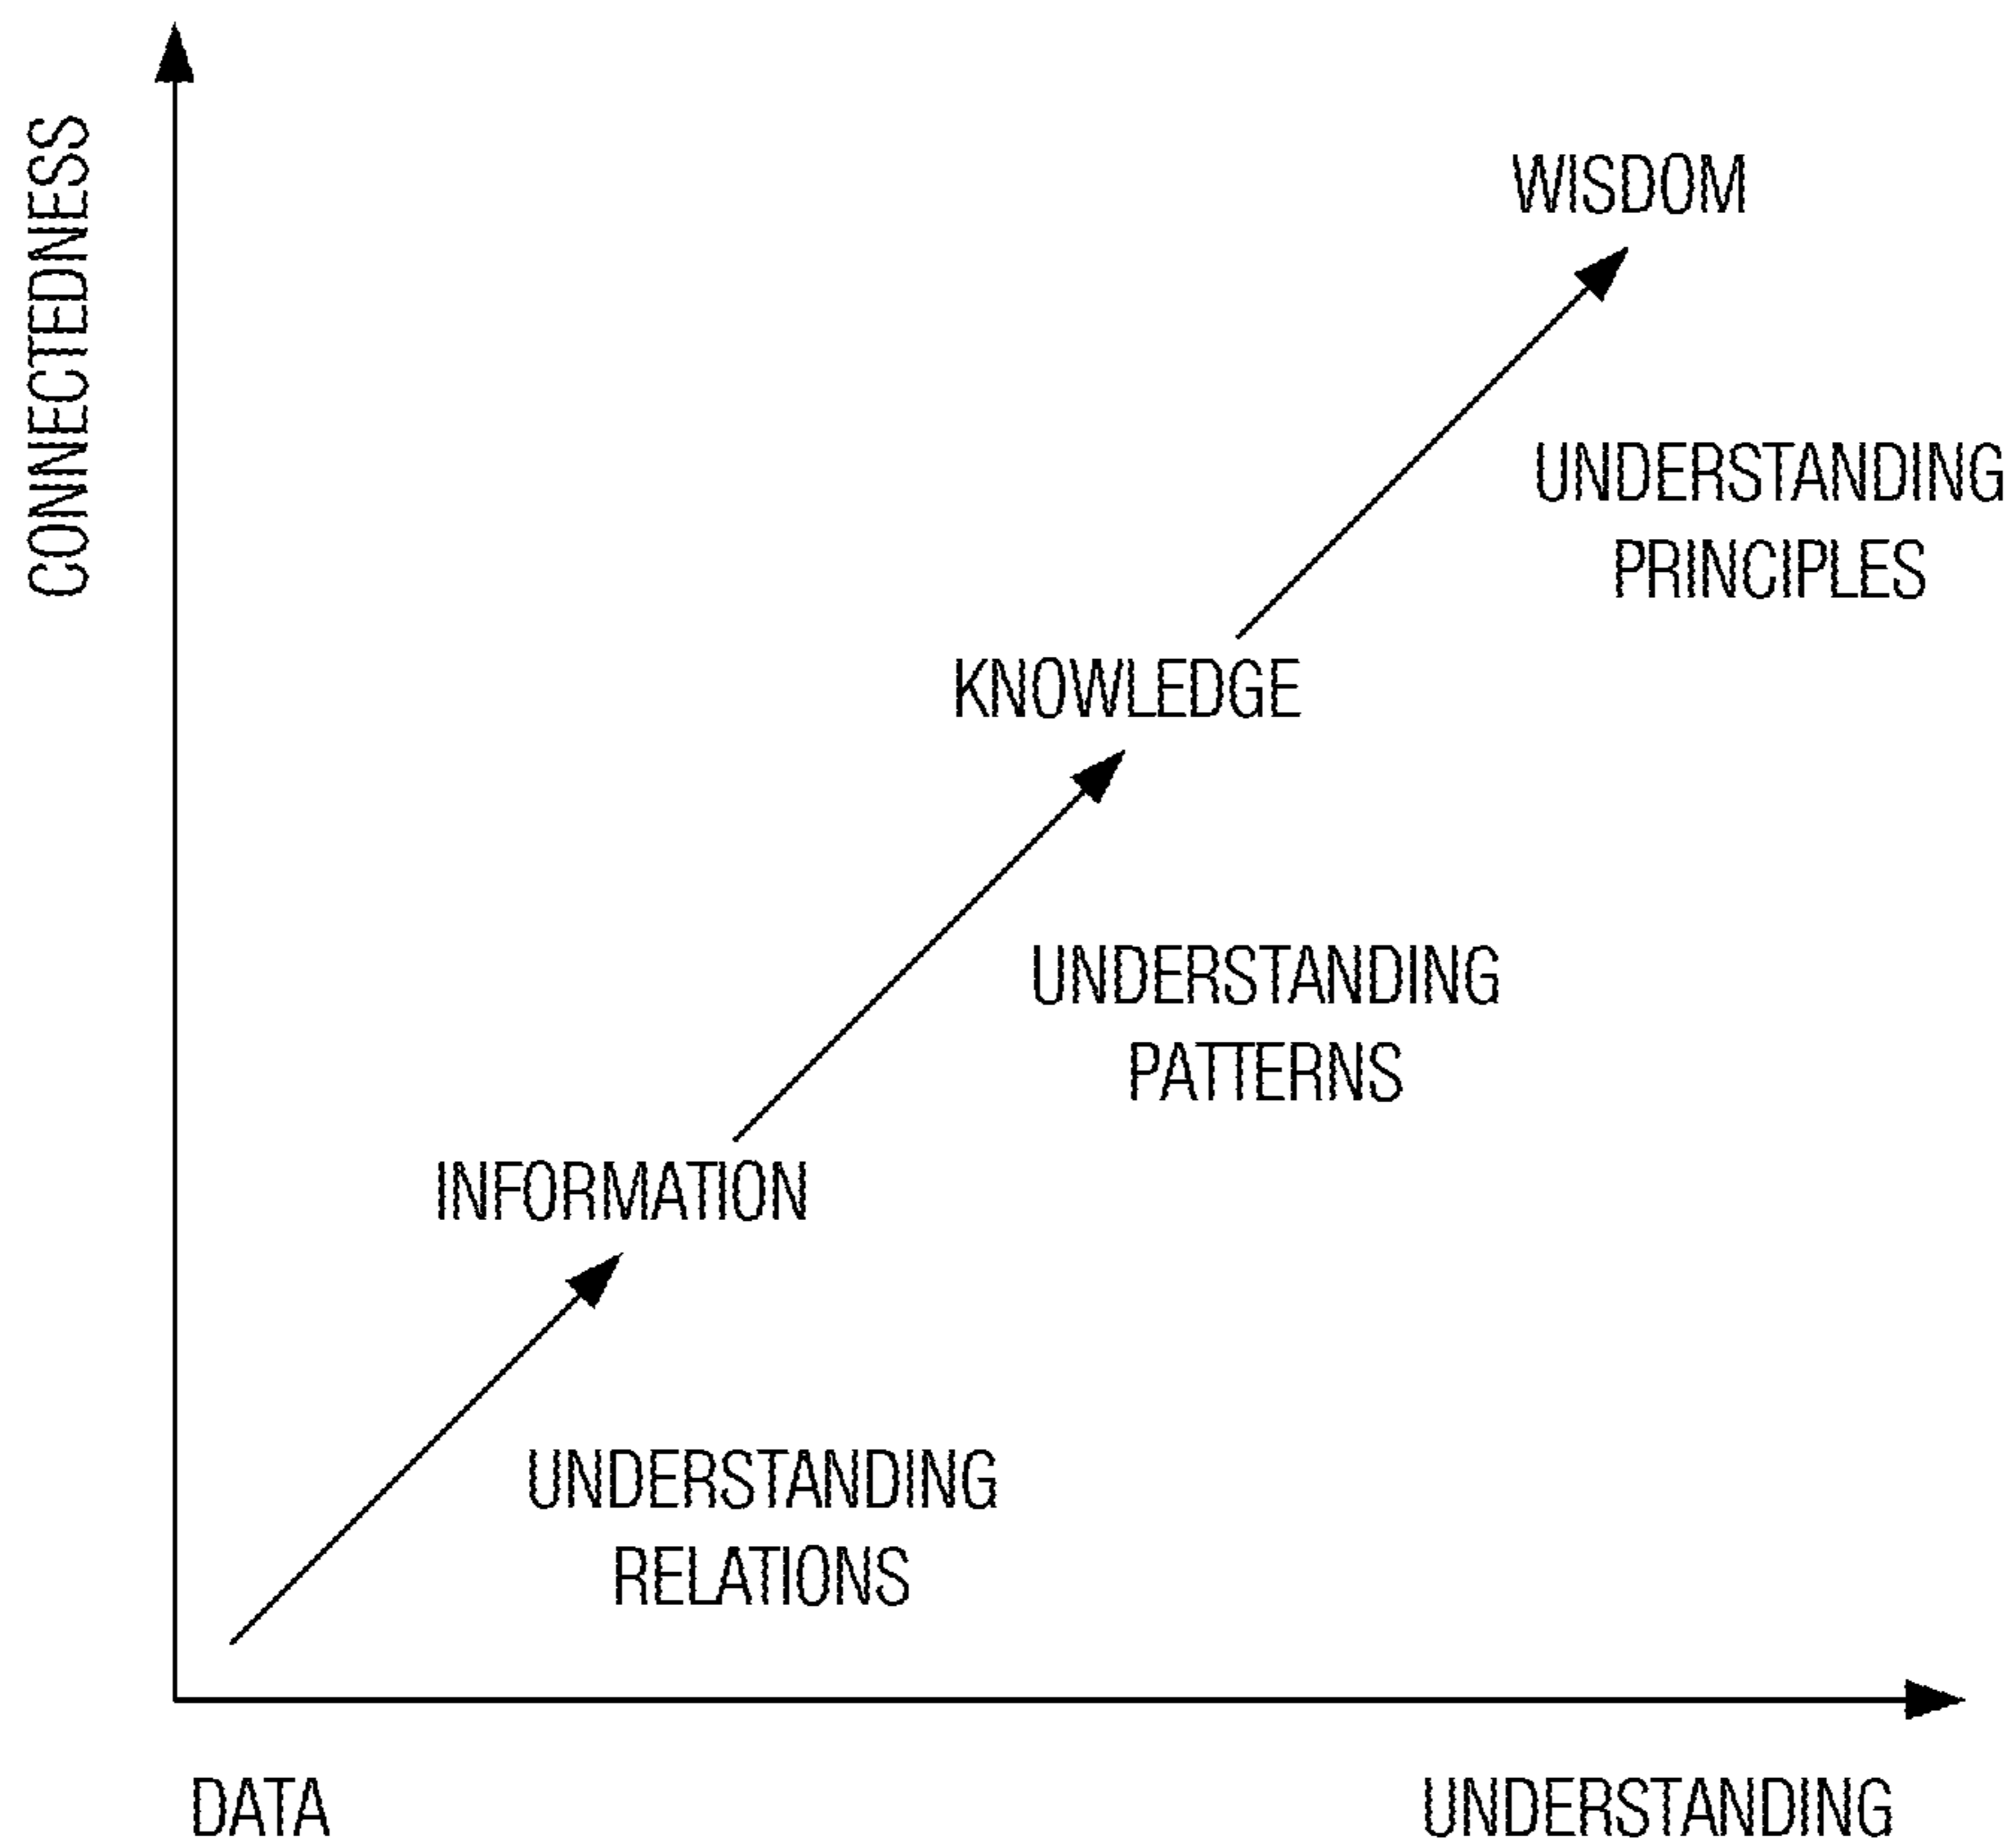 CONNECTEDNESS
WISDOM
UNDERSTANDING
PRINCIPLES
KNOWLEDGE
UNDERSTANDING
PATTERNS
INFORMATION
UNDERSTANDING
RELATIONS
DATA
UNDERSTANDING